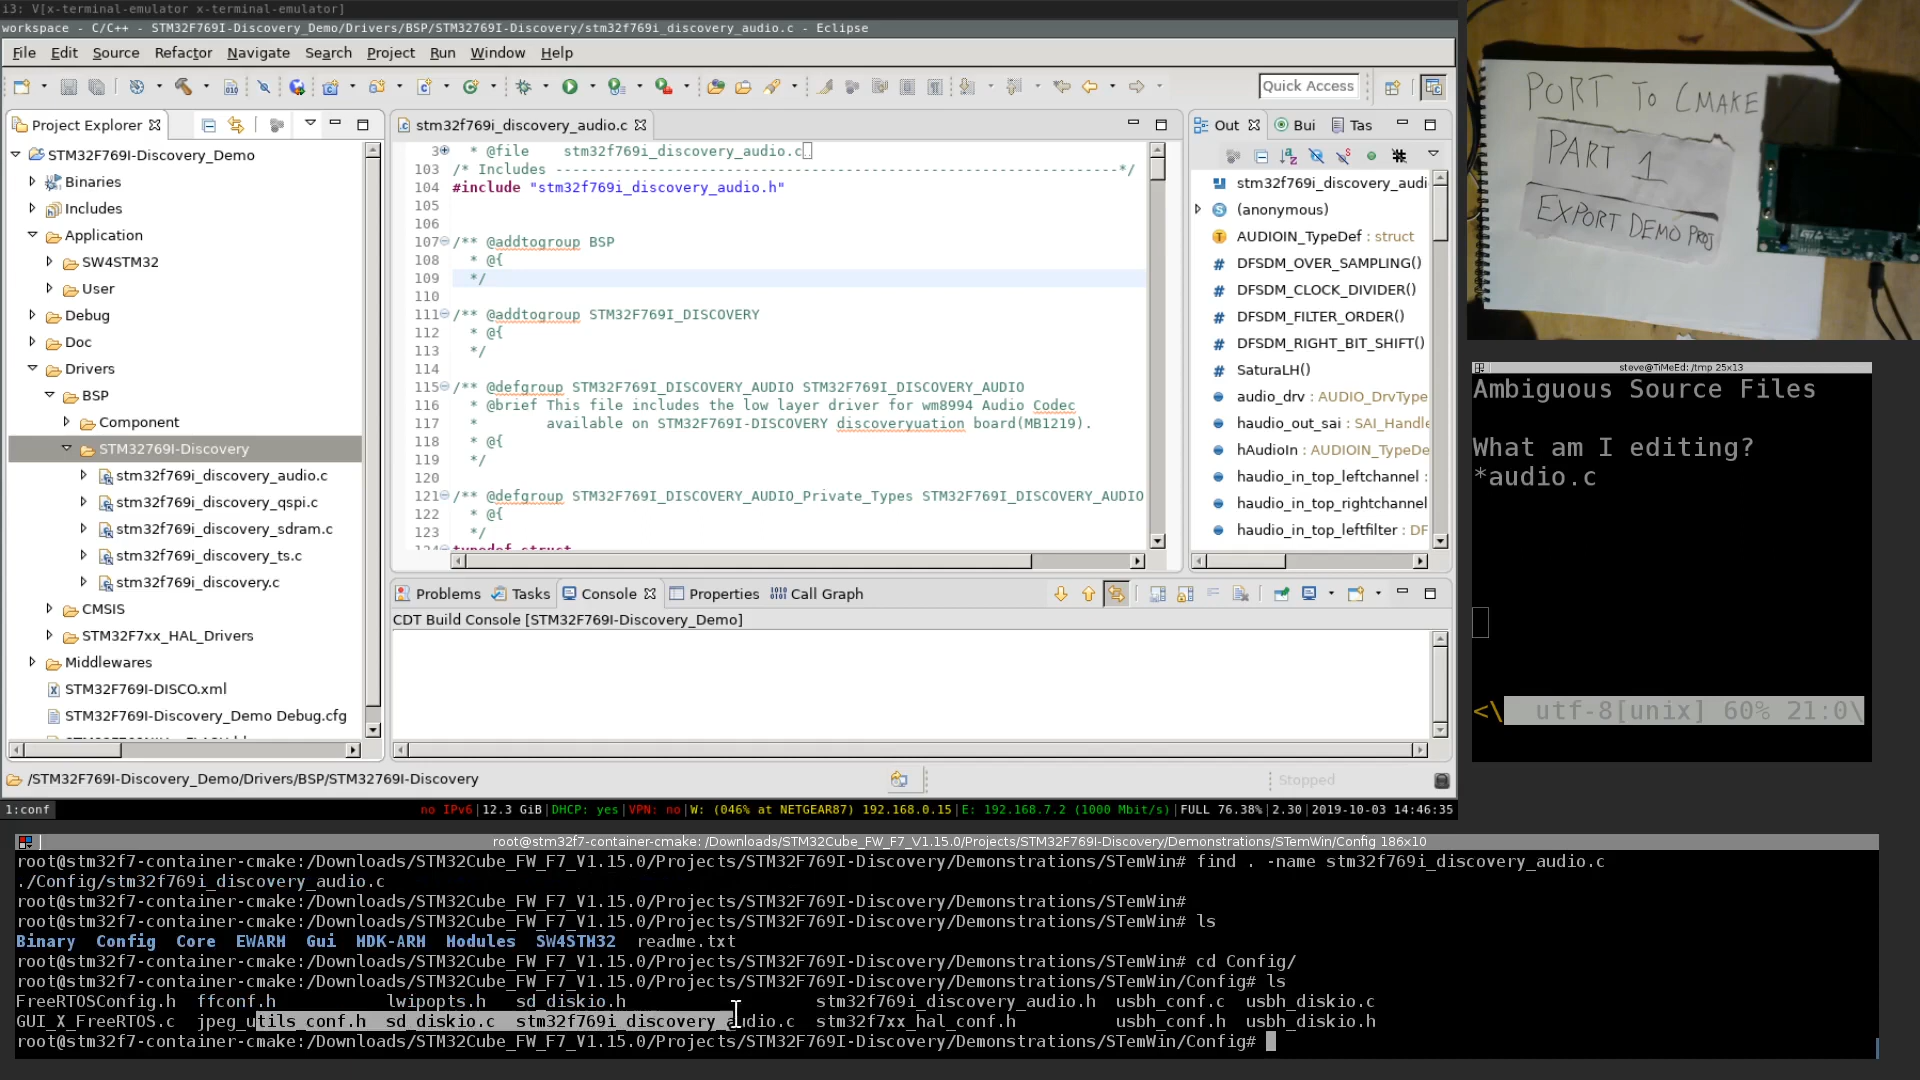 i3: V[x-terminal-emulator x-terminal-emulator]
workspace - C/C++ - STM32F769I-Discovery_Demo/Drivers/BSP/STM32769I-Discovery/stm32f769i_discovery_audio.c - Eclipse
File Edit Source Refactor Navigate Search Project Run Window Help
Quick Access
Project Explorer
STM32F769I-Discovery_Demo
Binaries
Includes
Application
SW4STM32
User
Debug
Doc
Drivers
BSP
Component
STM32769I-Discovery
stm32f769i_discovery_audio.c
stm32f769i_discovery_qspi.c
stm32f769i_discovery_sdram.c
stm32f769i_discovery_ts.c
stm32f769i_discovery.c
CMSIS
STM32F7xx_HAL_Drivers
Middlewares
STM32F769I-DISCO.xml
STM32F769I-Discovery_Demo Debug.cfg
stm32f769i_discovery_audio.c
3 * @file stm32f769i_discovery_audio.c
103 /* Includes ------------------------------------------------------------------*/
104 #include "stm32f769i_discovery_audio.h"
105
106
107 /** @addtogroup BSP
108 * @{
109 */
110
111 /** @addtogroup STM32F769I_DISCOVERY
112 * @{
113 */
114
115 /** @defgroup STM32F769I_DISCOVERY_AUDIO STM32F769I_DISCOVERY_AUDIO
116 * @brief This file includes the low layer driver for wm8994 Audio Codec
117 * available on STM32F769I-DISCOVERY discoveryuation board(MB1219).
118 * @{
119 */
120
121 /** @defgroup STM32F769I_DISCOVERY_AUDIO_Private_Types STM32F769I_DISCOVERY_AUDIO
122 * @{
123 */
124 typedef struct
Out Bui Tas
stm32f769i_discovery_audi
(anonymous)
AUDIOIN_TypeDef : struct
DFSDM_OVER_SAMPLING()
DFSDM_CLOCK_DIVIDER()
DFSDM_FILTER_ORDER()
DFSDM_RIGHT_BIT_SHIFT()
SaturaLH()
audio_drv : AUDIO_DrvType
haudio_out_sai : SAI_Handle
hAudioIn : AUDIOIN_TypeDe
haudio_in_top_leftchannel :
haudio_in_top_rightchannel
haudio_in_top_leftfilter : DF
Problems Tasks Console Properties Call Graph
CDT Build Console [STM32F769I-Discovery_Demo]
/STM32F769I-Discovery_Demo/Drivers/BSP/STM32769I-Discovery
Stopped
1:conf
no IPv6|12.3 GiB|DHCP: yes|VPN: no|W: (046% at NETGEAR87) 192.168.0.15|E: 192.168.7.2 (1000 Mbit/s)|FULL 76.38%|2.30|2019-10-03 14:46:35
PORT TO CMAKE
PART 1
EXPORT DEMO PROJ
steve@TiMeEd: /tmp 25x13
Ambiguous Source Files
What am I editing?
*audio.c
<\ utf-8[unix] 60% 21:0\
root@stm32f7-container-cmake: /Downloads/STM32Cube_FW_F7_V1.15.0/Projects/STM32F769I-Discovery/Demonstrations/STemWin/Config 186x10
root@stm32f7-container-cmake:/Downloads/STM32Cube_FW_F7_V1.15.0/Projects/STM32F769I-Discovery/Demonstrations/STemWin# find . -name stm32f769i_discovery_audio.c
./Config/stm32f769i_discovery_audio.c
root@stm32f7-container-cmake:/Downloads/STM32Cube_FW_F7_V1.15.0/Projects/STM32F769I-Discovery/Demonstrations/STemWin#
root@stm32f7-container-cmake:/Downloads/STM32Cube_FW_F7_V1.15.0/Projects/STM32F769I-Discovery/Demonstrations/STemWin# ls
Binary Config Core EWARH Gui HDK-ARH Modules SW4STH32 readme.txt
root@stm32f7-container-cmake:/Downloads/STM32Cube_FW_F7_V1.15.0/Projects/STM32F769I-Discovery/Demonstrations/STemWin# cd Config/
root@stm32f7-container-cmake:/Downloads/STM32Cube_FW_F7_V1.15.0/Projects/STM32F769I-Discovery/Demonstrations/STemWin/Config# ls
FreeRTOSConfig.h ffconf.h lwipopts.h sd_diskio.h stm32f769i_discovery_audio.h usbh_conf.c usbh_diskio.c
GUI_X_FreeRTOS.c jpeg_utils_conf.h sd_diskio.c stm32f769i_discovery_audio.c stm32f7xx_hal_conf.h usbh_conf.h usbh_diskio.h
root@stm32f7-container-cmake:/Downloads/STM32Cube_FW_F7_V1.15.0/Projects/STM32F769I-Discovery/Demonstrations/STemWin/Config#